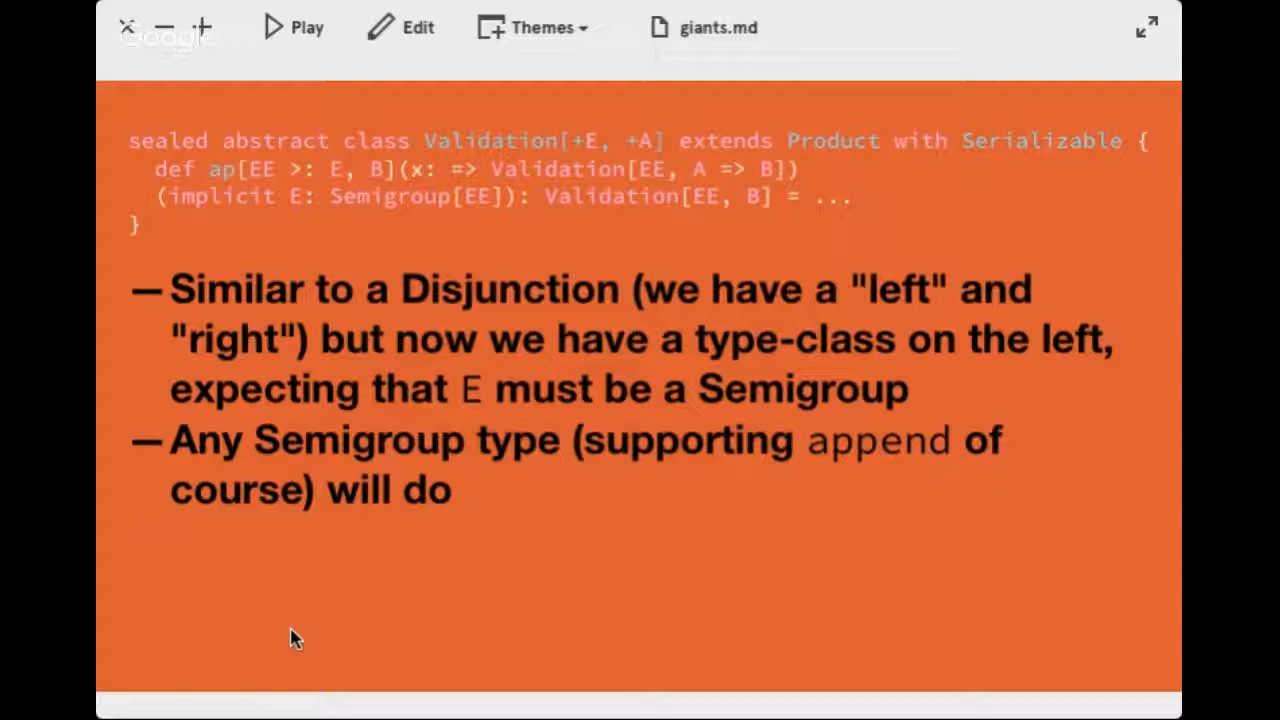 Google
Play Edit Themes giants.md
sealed abstract class Validation[+E, +A] extends Product with Serializable {
def ap[EE >: E, B](x: => Validation[EE, A => B])
(implicit E: Semigroup[EE]): Validation[EE, B] = ...
}
— Similar to a Disjunction (we have a "left" and
"right") but now we have a type-class on the left,
expecting that E must be a Semigroup
— Any Semigroup type (supporting append of
course) will do